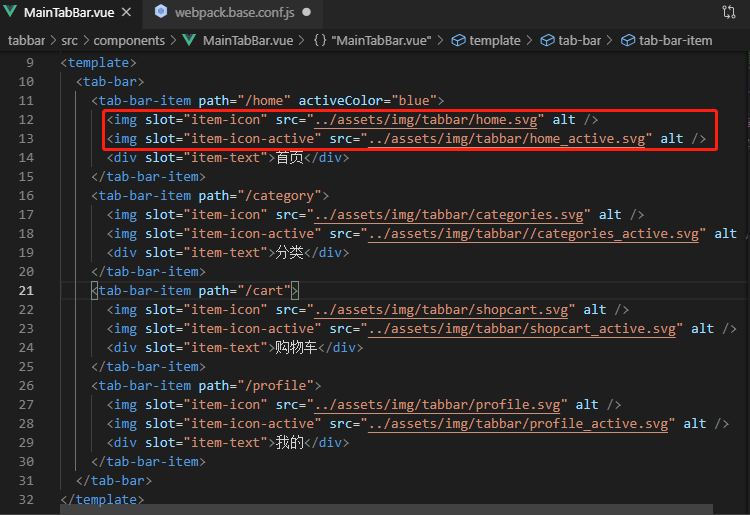 MainTabBar.vue × webpack.base.conf.js
tabbar > src > components > MainTabBar.vue > {} "MainTabBar.vue" > template > tab-bar > tab-bar-item
9 <template>
10 <tab-bar>
11 <tab-bar-item path="/home" activeColor="blue">
12 <img slot="item-icon" src="../assets/img/tabbar/home.svg" alt />
13 <img slot="item-icon-active" src="../assets/img/tabbar/home_active.svg" alt />
14 <div slot="item-text">首页</div>
15 </tab-bar-item>
16 <tab-bar-item path="/category">
17 <img slot="item-icon" src="../assets/img/tabbar/categories.svg" alt />
18 <img slot="item-icon-active" src="../assets/img/tabbar//categories_active.svg" alt /
19 <div slot="item-text">分类</div>
20 </tab-bar-item>
21 <tab-bar-item path="/cart">
22 <img slot="item-icon" src="../assets/img/tabbar/shopcart.svg" alt />
23 <img slot="item-icon-active" src="../assets/img/tabbar/shopcart_active.svg" alt />
24 <div slot="item-text">购物车</div>
25 </tab-bar-item>
26 <tab-bar-item path="/profile">
27 <img slot="item-icon" src="../assets/img/tabbar/profile.svg" alt />
28 <img slot="item-icon-active" src="../assets/img/tabbar/profile_active.svg" alt />
29 <div slot="item-text">我的</div>
30 </tab-bar-item>
31 </tab-bar>
32 </template>